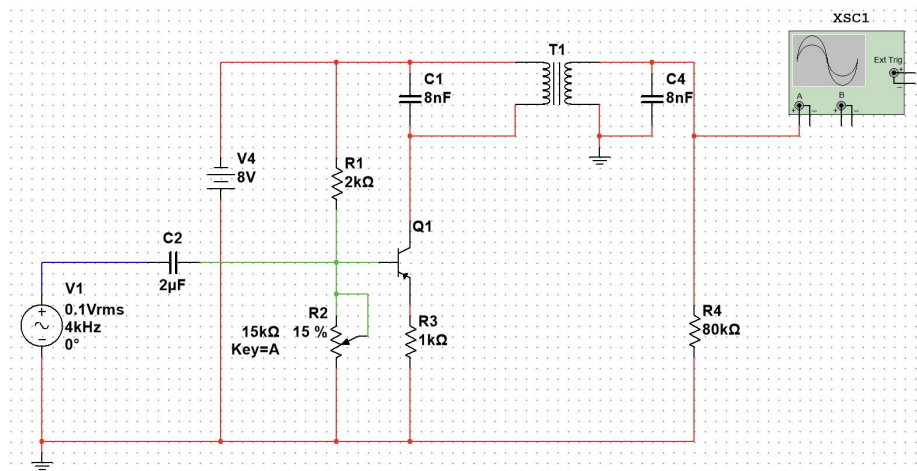 XSC1
Ext Trig
+
_
A
B
+
_
+
_
T1
C1
8nF
C4
8nF
V4
8V
R1
2kΩ
Q1
C2
2µF
V1
0.1Vrms
4kHz
0°
R2
15kΩ
15 %
Key=A
R3
1kΩ
R4
80kΩ